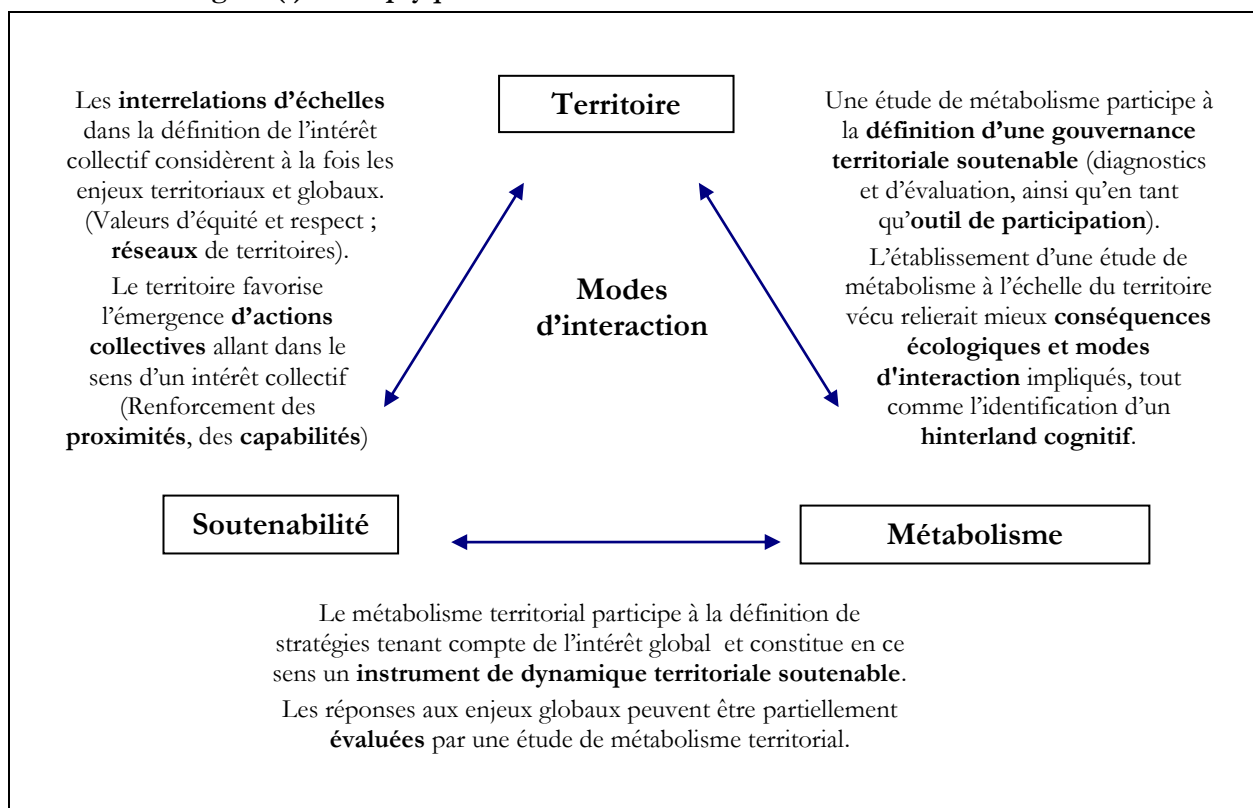 Territoire
Les interrelations d'échelles
dans la définition de l'intérêt
collectif considèrent à la fois les
enjeux territoriaux et globaux.
(Valeurs d'équité et respect ;
réseaux de territoires).
Le territoire favorise
l'émergence d'actions
collectives allant dans le
sens d'un intérêt collectif
(Renforcement des
proximités, des capabilités)
Modes
d'interaction
Une étude de métabolisme participe à
la définition d'une gouvernance
territoriale soutenable (diagnostics
et d'évaluation, ainsi qu'en tant
qu'outil de participation).
L'établissement d'une étude de
métabolisme à l'échelle du territoire
vécu relierait mieux conséquences
écologiques et modes
d'interaction impliqués, tout
comme l'identification d'un
hinterland cognitif.
Soutenabilité
Métabolisme
Le métabolisme territorial participe à la définition de
stratégies tenant compte de l'intérêt global et constitue en ce
sens un instrument de dynamique territoriale soutenable.
Les réponses aux enjeux globaux peuvent être partiellement
évaluées par une étude de métabolisme territorial.